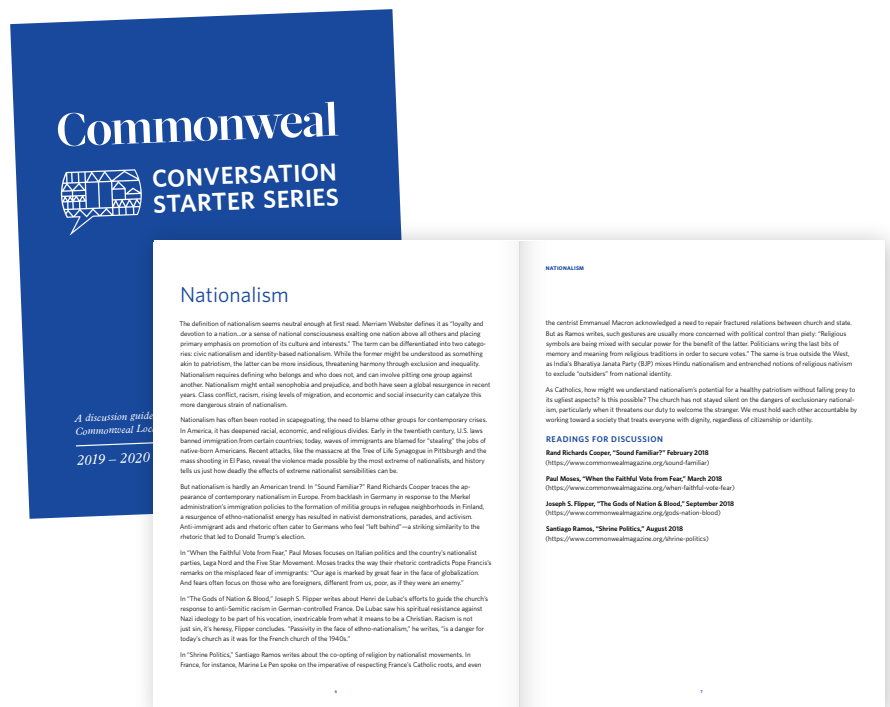 Commonweal
CONVERSATION
STARTER SERIES
A discussion guide
Commonweal Loc
2019 – 2020
Nationalism
The definition of nationalism seems neutral enough at first read. Merriam Webster defines it as “loyalty and
devotion to a nation...or a sense of national consciousness exalting one nation above all others and placing
primary emphasis on promotion of its culture and interests.” The term can be differentiated into two catego-
ries: civic nationalism and identity-based nationalism. While the former might be understood as something
akin to patriotism, the latter can be more insidious, threatening harmony through exclusion and inequality.
Nationalism requires defining who belongs and who does not, and can involve pitting one group against
another. Nationalism might entail xenophobia and prejudice, and both have seen a global resurgence in recent
years. Class conflict, racism, rising levels of migration, and economic and social insecurity can catalyze this
more dangerous strain of nationalism.
Nationalism has often been rooted in scapegoating, the need to blame other groups for contemporary crises.
In America, it has deepened racial, economic, and religious divides. Early in the twentieth century, U.S. laws
banned immigration from certain countries; today, waves of immigrants are blamed for “stealing” the jobs of
native-born Americans. Recent attacks, like the massacre at the Tree of Life Synagogue in Pittsburgh and the
mass shooting in El Paso, reveal the violence made possible by the most extreme of nationalists, and history
tells us just how deadly the effects of extreme nationalist sensibilities can be.
But nationalism is hardly an American trend. In “Sound Familiar?” Rand Richards Cooper traces the ap-
pearance of contemporary nationalism in Europe. From backlash in Germany in response to the Merkel
administration’s immigration policies to the formation of militia groups in refugee neighborhoods in Finland,
a resurgence of ethno-nationalist energy has resulted in nativist demonstrations, parades, and activism.
Anti-immigrant ads and rhetoric often cater to Germans who feel “left behind”—a striking similarity to the
rhetoric that led to Donald Trump’s election.
In “When the Faithful Vote from Fear,” Paul Moses focuses on Italian politics and the country’s nationalist
parties, Lega Nord and the Five Star Movement. Moses tracks the way their rhetoric contradicts Pope Francis’s
remarks on the misplaced fear of immigrants: “Our age is marked by great fear in the face of globalization.
And fears often focus on those who are foreigners, different from us, poor, as if they were an enemy.”
In “The Gods of Nation & Blood,” Joseph S. Flipper writes about Henri de Lubac’s efforts to guide the church’s
response to anti-Semitic racism in German-controlled France. De Lubac saw his spiritual resistance against
Nazi ideology to be part of his vocation, inextricable from what it means to be a Christian. Racism is not
just sin, it’s heresy, Flipper concludes. “Passivity in the face of ethno-nationalism,” he writes, “is a danger for
today’s church as it was for the French church of the 1940s.”
In “Shrine Politics,” Santiago Ramos writes about the co-opting of religion by nationalist movements. In
France, for instance, Marine Le Pen spoke on the imperative of respecting France’s Catholic roots, and even
6
NATIONALISM
the centrist Emmanuel Macron acknowledged a need to repair fractured relations between church and state.
But as Ramos writes, such gestures are usually more concerned with political control than piety: “Religious
symbols are being mixed with secular power for the benefit of the latter. Politicians wring the last bits of
memory and meaning from religious traditions in order to secure votes.” The same is true outside the West,
as India’s Bharatiya Janata Party (BJP) mixes Hindu nationalism and entrenched notions of religious nativism
to exclude “outsiders” from national identity.
As Catholics, how might we understand nationalism’s potential for a healthy patriotism without falling prey to
its ugliest aspects? Is this possible? The church has not stayed silent on the dangers of exclusionary national-
ism, particularly when it threatens our duty to welcome the stranger. We must hold each other accountable by
working toward a society that treats everyone with dignity, regardless of citizenship or identity.
READINGS FOR DISCUSSION
Rand Richards Cooper, “Sound Familiar?” February 2018
(https://www.commonwealmagazine.org/sound-familiar)
Paul Moses, “When the Faithful Vote from Fear,” March 2018
(https://www.commonwealmagazine.org/when-faithful-vote-fear)
Joseph S. Flipper, “The Gods of Nation & Blood,” September 2018
(https://www.commonwealmagazine.org/gods-nation-blood)
Santiago Ramos, “Shrine Politics,” August 2018
(https://www.commonwealmagazine.org/shrine-politics)
7